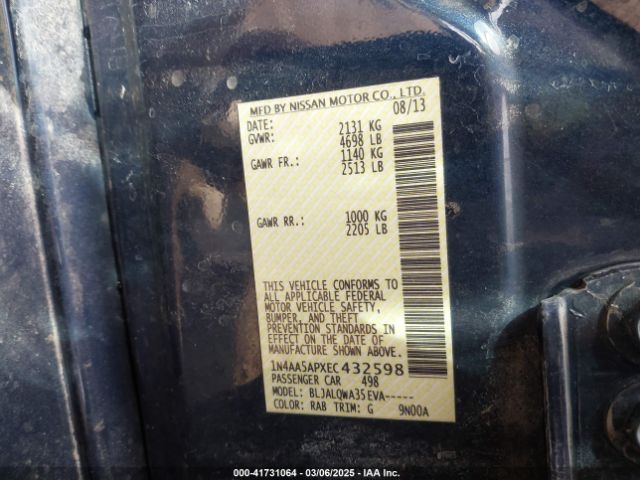 MFD BY NISSAN MOTOR CO., LTD.
DATE: 08/13
GVWR: 2131 KG
4698 LB
GAWR FR.: 1140 KG
2513 LB
GAWR RR.: 1000 KG
2205 LB
THIS VEHICLE CONFORMS TO
ALL APPLICABLE FEDERAL
MOTOR VEHICLE SAFETY,
BUMPER, AND THEFT
PREVENTION STANDARDS IN
EFFECT ON THE DATE OF
MANUFACTURE SHOWN ABOVE.
1N4AA5APXEC432598
PASSENGER CAR 498
MODEL: BLJALQWA35EVA-----
COLOR: RAB TRIM: G 9N00A
000-41731064 - 03/06/2025 - IAA Inc.